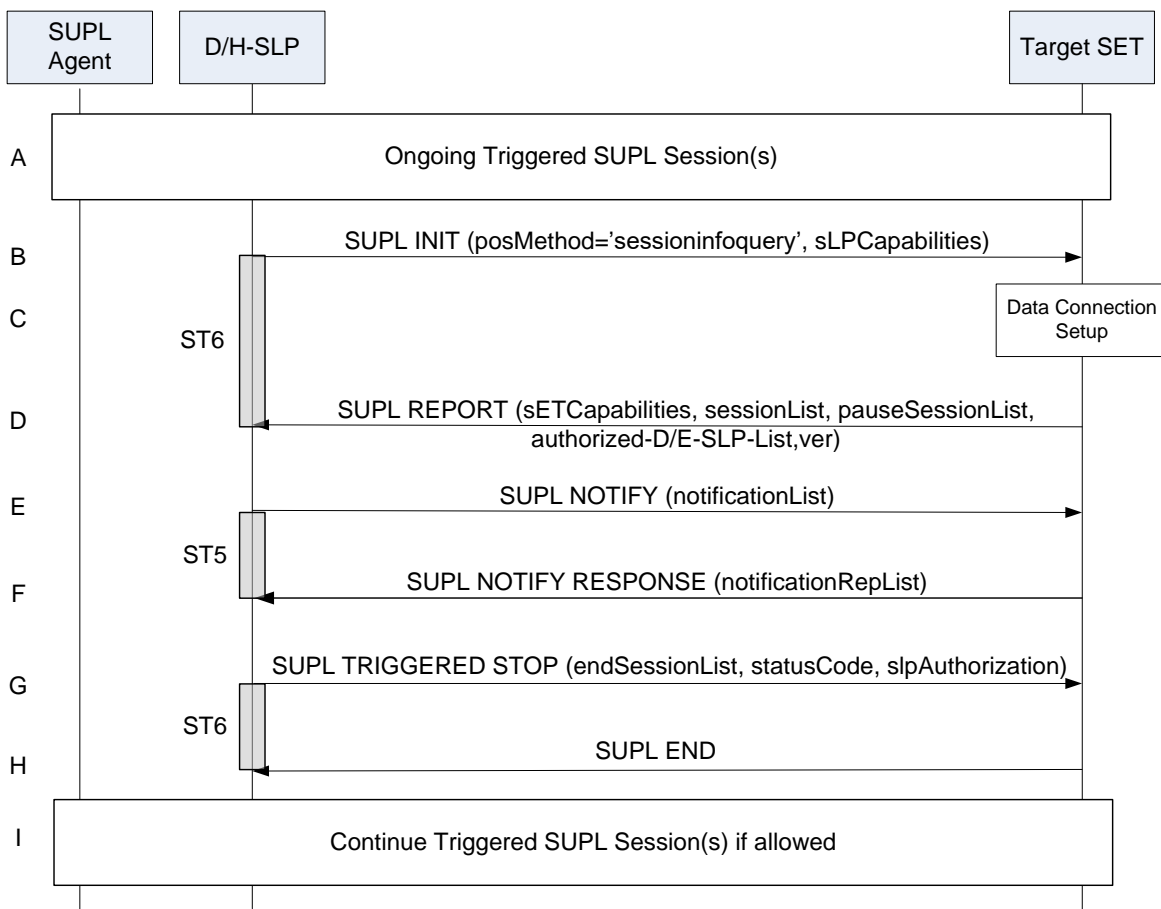 SUPL
Agent
D/H-SLP
Target SET
A
Ongoing Triggered SUPL Session(s)
B
SUPL INIT (posMethod=’sessioninfoquery’, sLPCapabilities)
C
Data Connection
Setup
ST6
D
SUPL REPORT (sETCapabilities, sessionList, pauseSessionList,
authorized-D/E-SLP-List,ver)
E
SUPL NOTIFY (notificationList)
ST5
F
SUPL NOTIFY RESPONSE (notificationRepList)
G
SUPL TRIGGERED STOP (endSessionList, statusCode, slpAuthorization)
ST6
H
SUPL END
I
Continue Triggered SUPL Session(s) if allowed